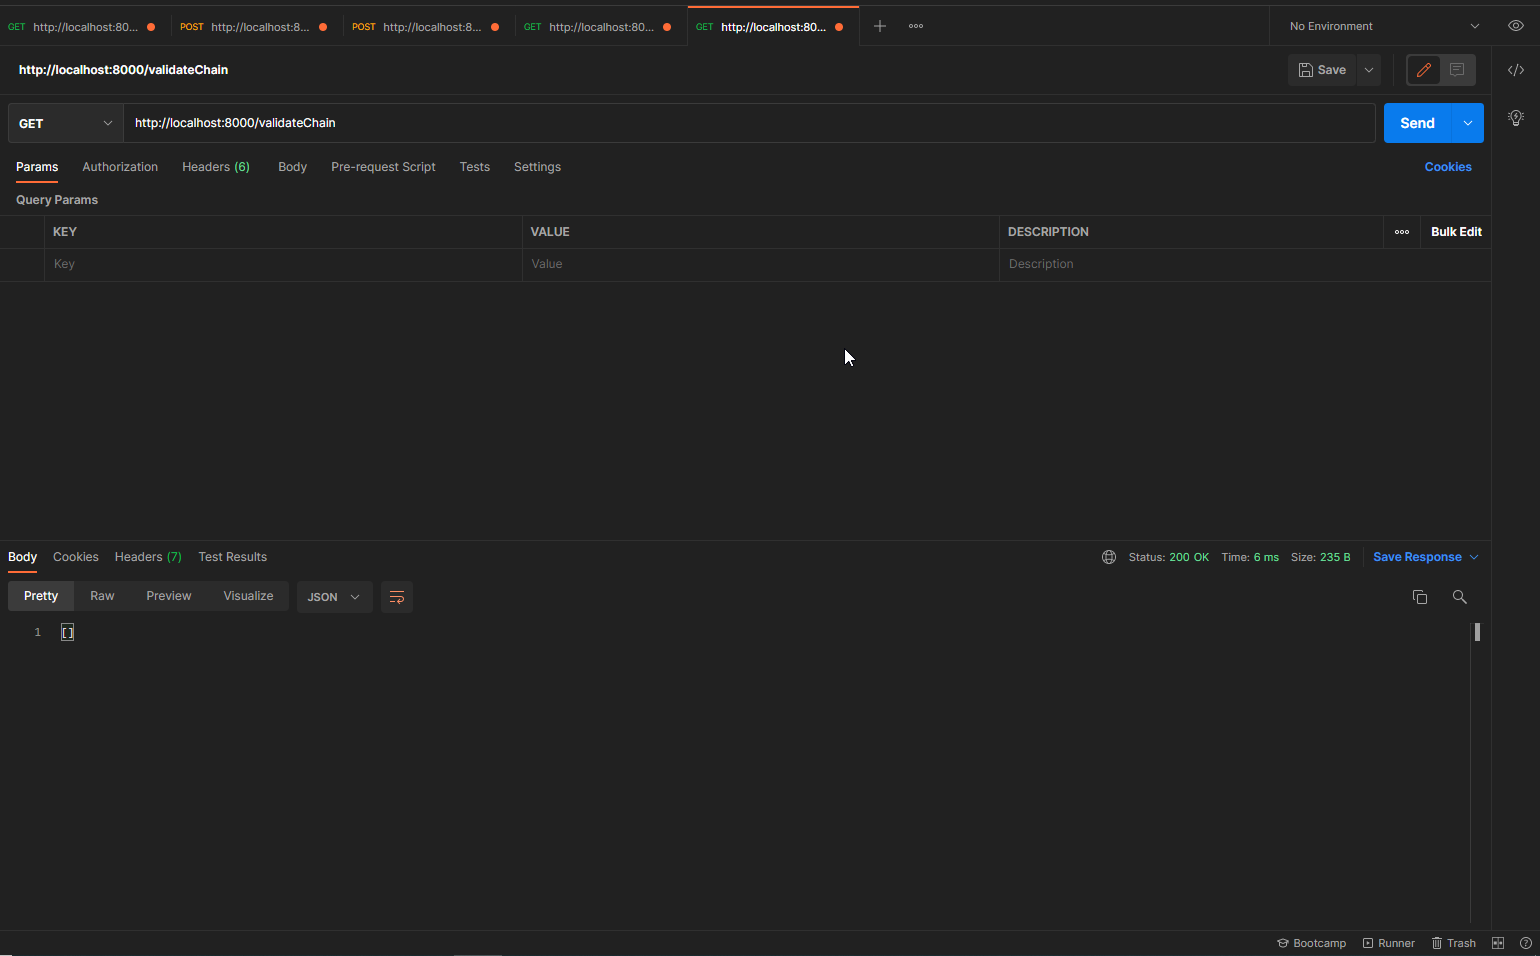 GET http://localhost:80... POST http://localhost:8... POST http://localhost:8... GET http://localhost:80... GET http://localhost:80... No Environment
http://localhost:8000/validateChain Save
GET http://localhost:8000/validateChain Send
Params Authorization Headers (6) Body Pre-request Script Tests Settings Cookies
Query Params
KEY VALUE DESCRIPTION Bulk Edit
Key Value Description
Body Cookies Headers (7) Test Results Status: 200 OK Time: 6 ms Size: 235 B Save Response
Pretty Raw Preview Visualize JSON
1 []
Bootcamp Runner Trash